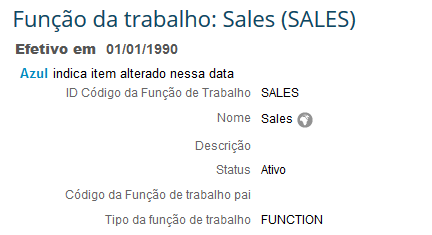 Função da trabalho: Sales (SALES)
Efetivo em 01/01/1990
Azul indica item alterado nessa data
ID Código da Função de Trabalho SALES
Nome Sales
Descrição
Status Ativo
Código da Função de trabalho pai
Tipo da função de trabalho FUNCTION